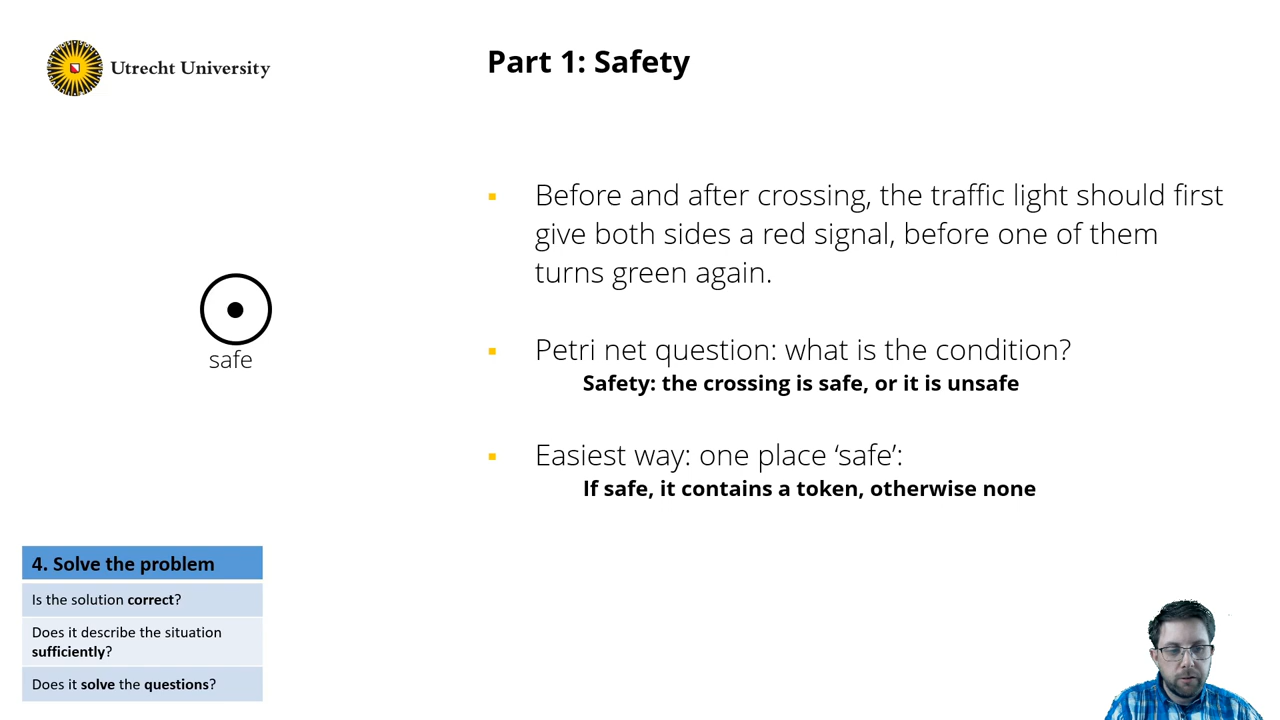 Utrecht University
Part 1: Safety
▪ Before and after crossing, the traffic light should first
give both sides a red signal, before one of them
turns green again.
▪ Petri net question: what is the condition?
Safety: the crossing is safe, or it is unsafe
▪ Easiest way: one place ‘safe’:
If safe, it contains a token, otherwise none
safe
4. Solve the problem
Is the solution correct?
Does it describe the situation
sufficiently?
Does it solve the questions?